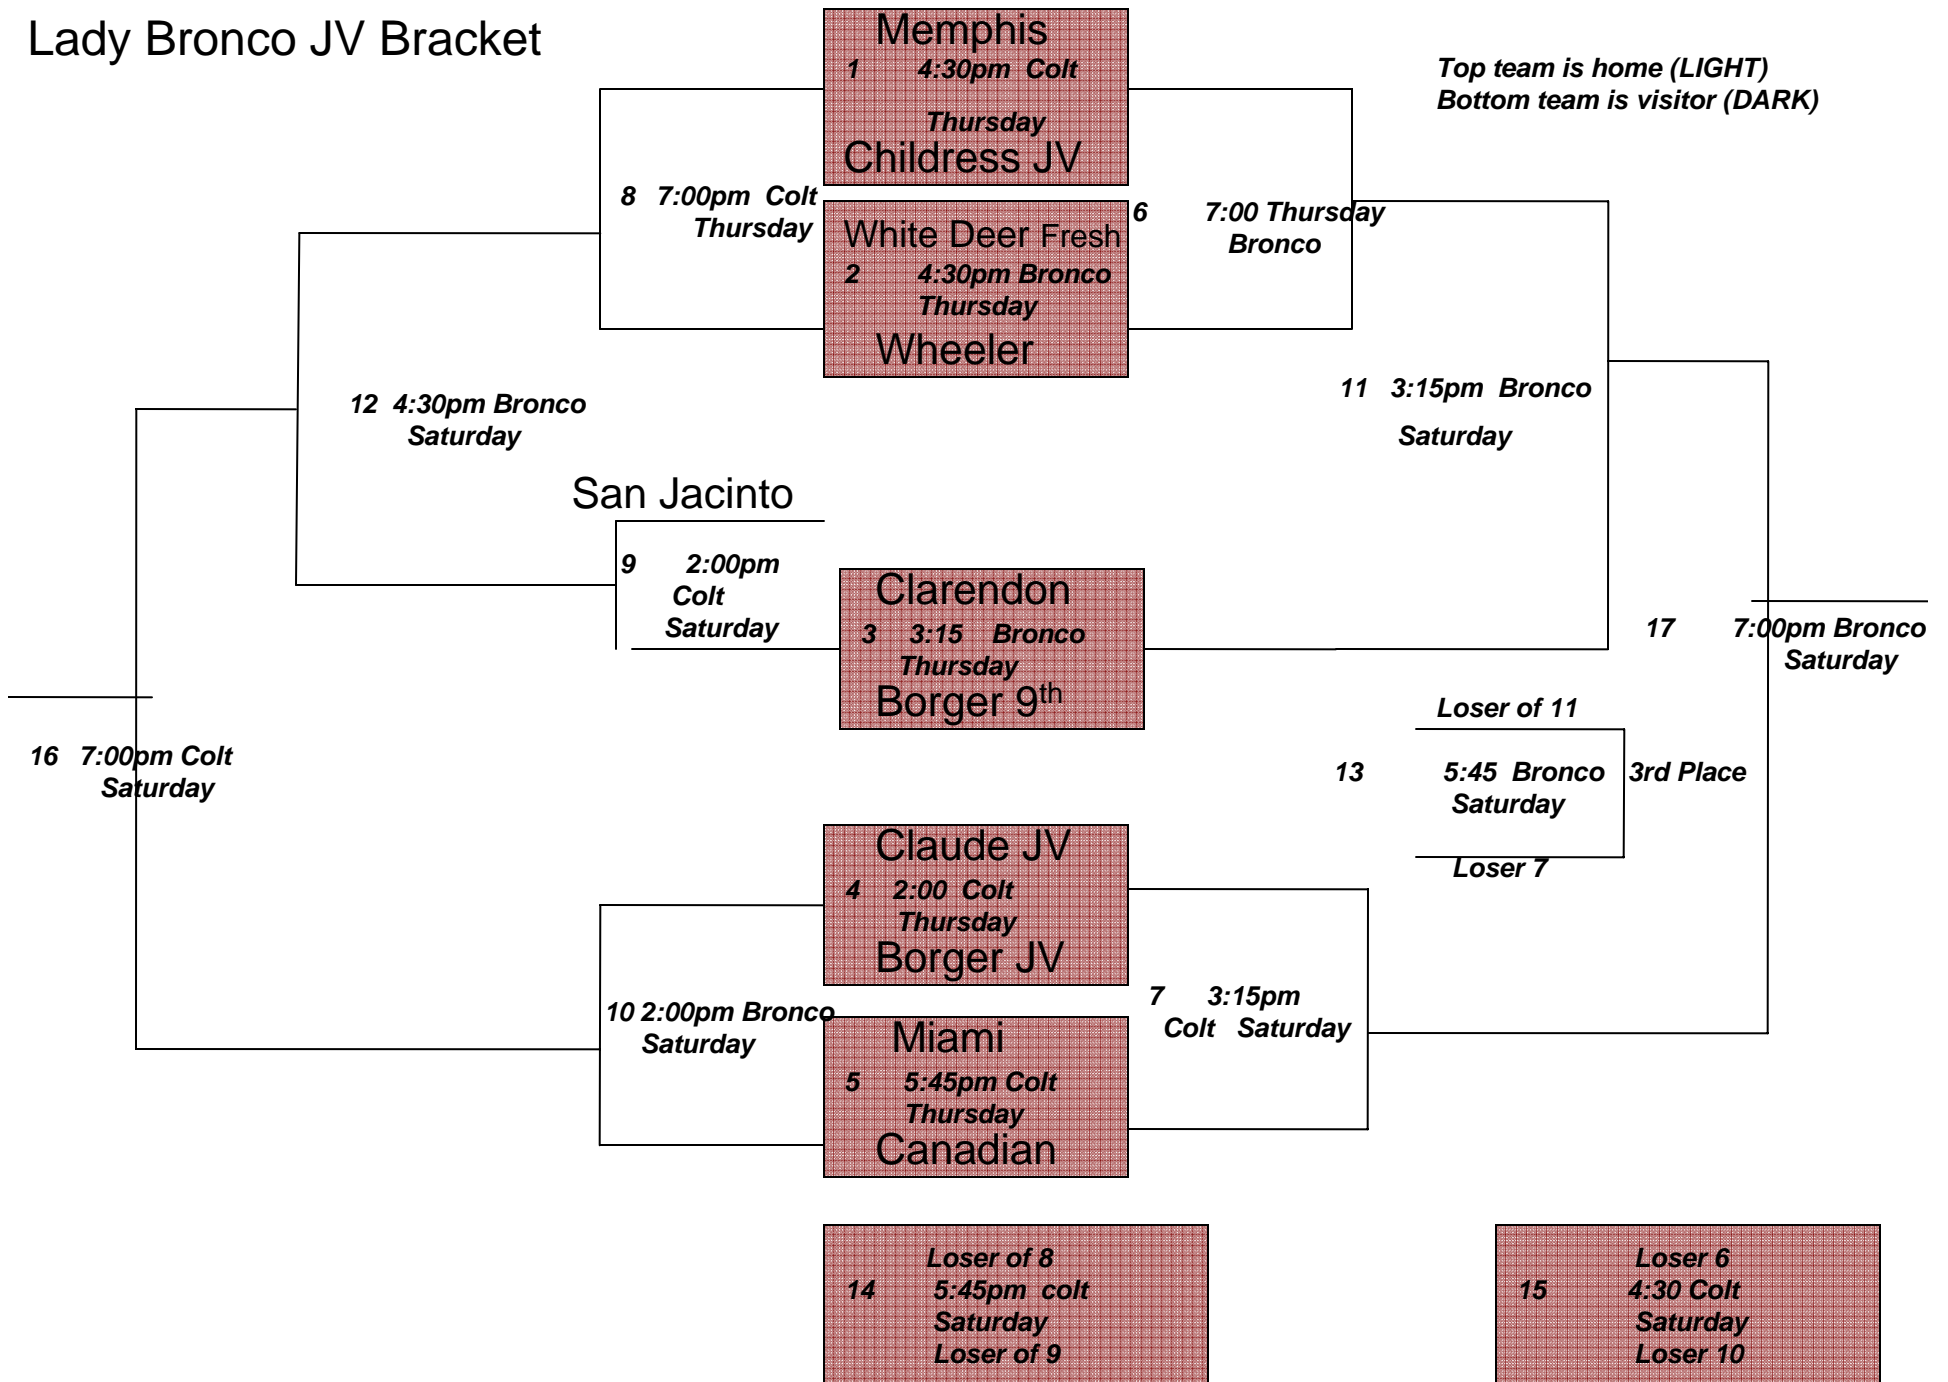 Lady Bronco JV Bracket
Top team is home (LIGHT)
Bottom team is visitor (DARK)
Memphis
1 4:30pm Colt
Thursday
Childress JV
8 7:00pm Colt
Thursday
White Deer Fresh
2 4:30pm Bronco
Thursday
Wheeler
6 7:00 Thursday
Bronco
12 4:30pm Bronco
Saturday
11 3:15pm Bronco
Saturday
San Jacinto
9 2:00pm
Colt
Saturday
Clarendon
3 3:15 Bronco
Thursday
Borger 9th
17 7:00pm Bronco
Saturday
16 7:00pm Colt
Saturday
Loser of 11
13 5:45 Bronco 3rd Place
Saturday
Loser 7
Claude JV
4 2:00 Colt
Thursday
Borger JV
10 2:00pm Bronco
Saturday
7 3:15pm
Colt Saturday
Miami
5 5:45pm Colt
Thursday
Canadian
Loser of 8
14 5:45pm colt
Saturday
Loser of 9
Loser 6
15 4:30 Colt
Saturday
Loser 10